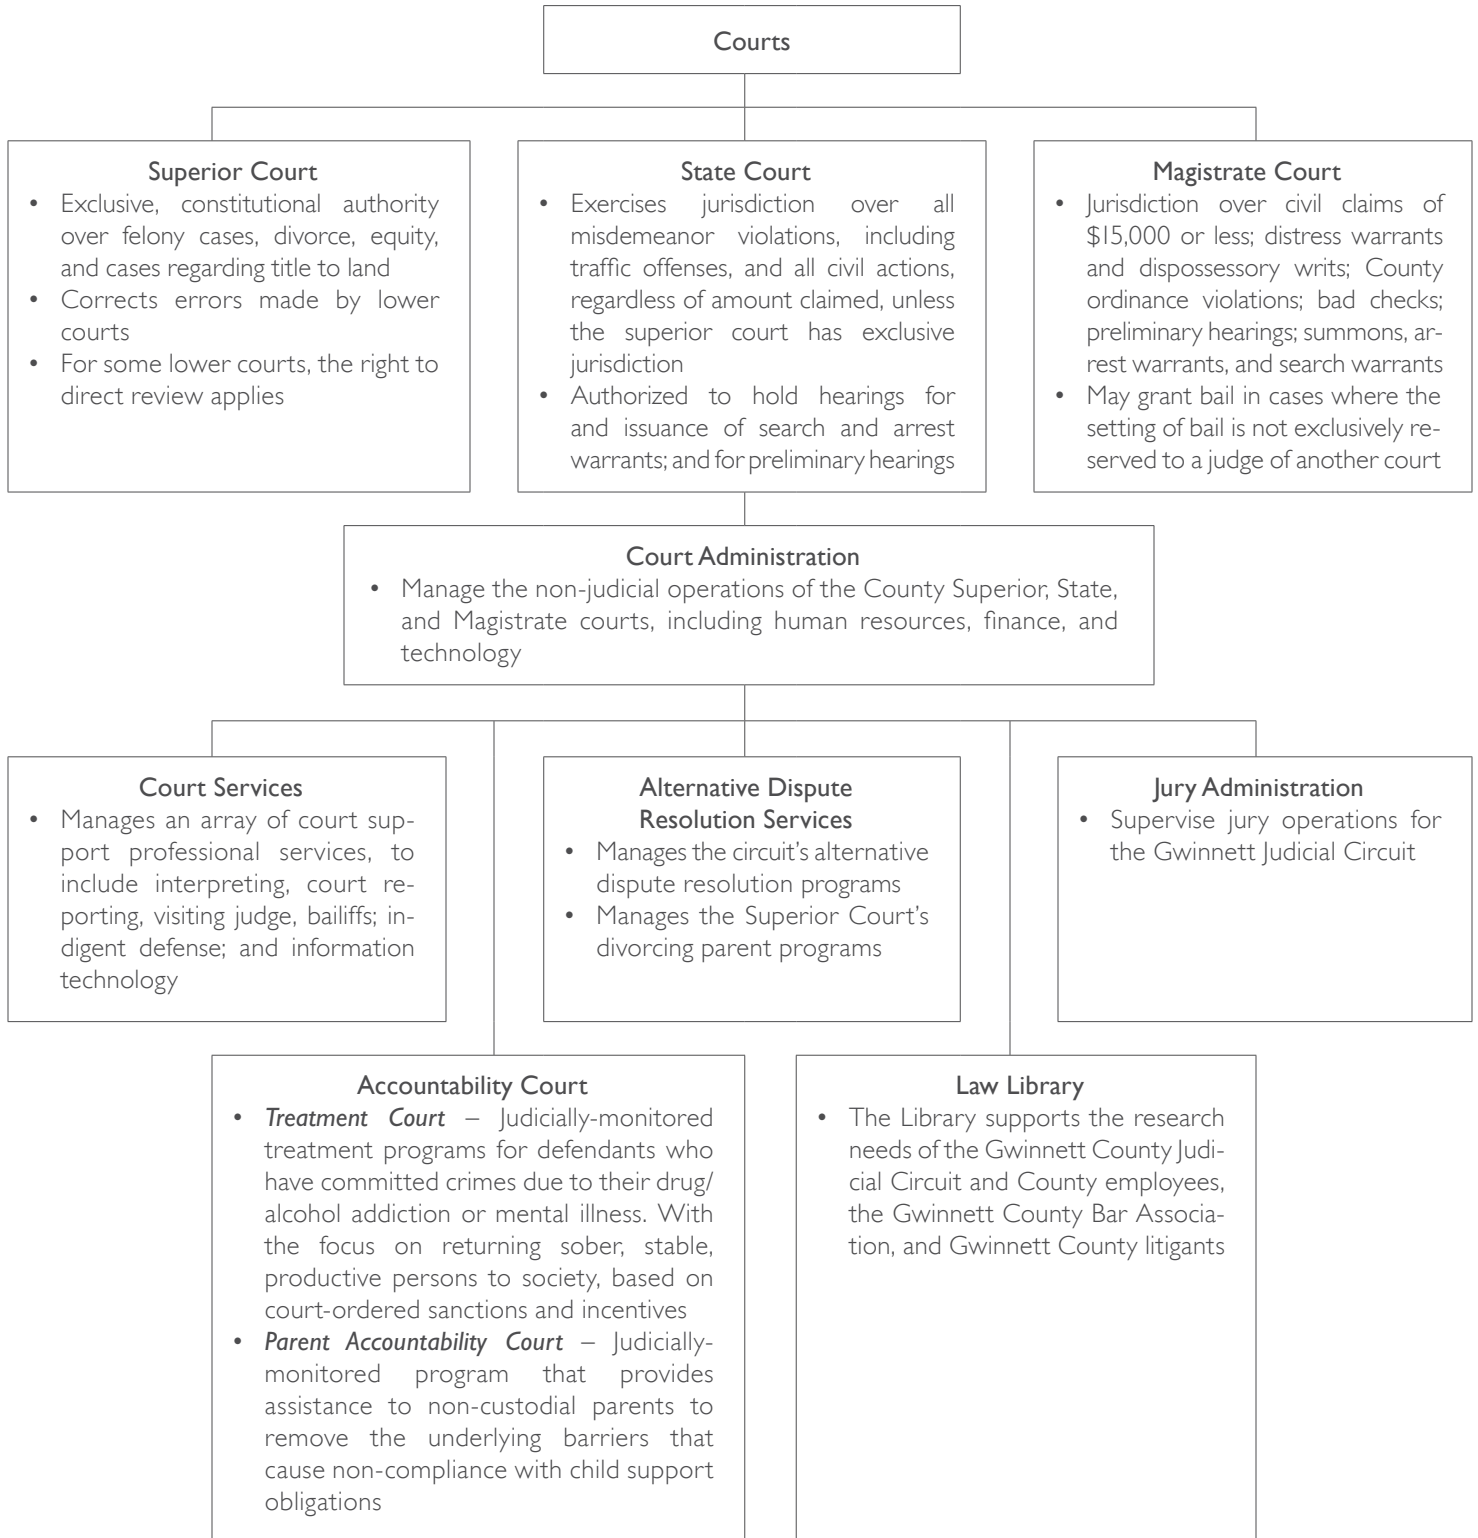 Courts
Superior Court
• Exclusive, constitutional authority
over felony cases, divorce, equity,
and cases regarding title to land
• Corrects errors made by lower
courts
• For some lower courts, the right to
direct review applies
State Court
• Exercises jurisdiction over all
misdemeanor violations, including
traffic offenses, and all civil actions,
regardless of amount claimed, unless
the superior court has exclusive
jurisdiction
• Authorized to hold hearings for
and issuance of search and arrest
warrants; and for preliminary hearings
Magistrate Court
• Jurisdiction over civil claims of
$15,000 or less; distress warrants
and dispossessory writs; County
ordinance violations; bad checks;
preliminary hearings; summons, ar-
rest warrants, and search warrants
• May grant bail in cases where the
setting of bail is not exclusively re-
served to a judge of another court
Court Administration
• Manage the non-judicial operations of the County Superior, State,
and Magistrate courts, including human resources, finance, and
technology
Court Services
• Manages an array of court sup-
port professional services, to
include interpreting, court re-
porting, visiting judge, bailiffs; in-
digent defense; and information
technology
Alternative Dispute
Resolution Services
• Manages the circuit's alternative
dispute resolution programs
• Manages the Superior Court's
divorcing parent programs
Jury Administration
• Supervise jury operations for
the Gwinnett Judicial Circuit
Accountability Court
• Treatment Court – Judicially-monitored
treatment programs for defendants who
have committed crimes due to their drug/
alcohol addiction or mental illness. With
the focus on returning sober, stable,
productive persons to society, based on
court-ordered sanctions and incentives
• Parent Accountability Court – Judicially-
monitored program that provides
assistance to non-custodial parents to
remove the underlying barriers that
cause non-compliance with child support
obligations
Law Library
• The Library supports the research
needs of the Gwinnett County Judi-
cial Circuit and County employees,
the Gwinnett County Bar Associa-
tion, and Gwinnett County litigants